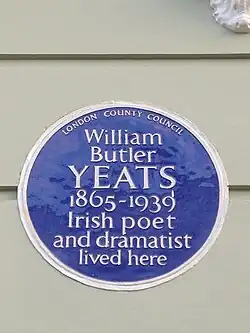 LONDON COUNTY COUNCIL
William
Butler
YEATS
1865-1939
Irish poet
and dramatist
lived here